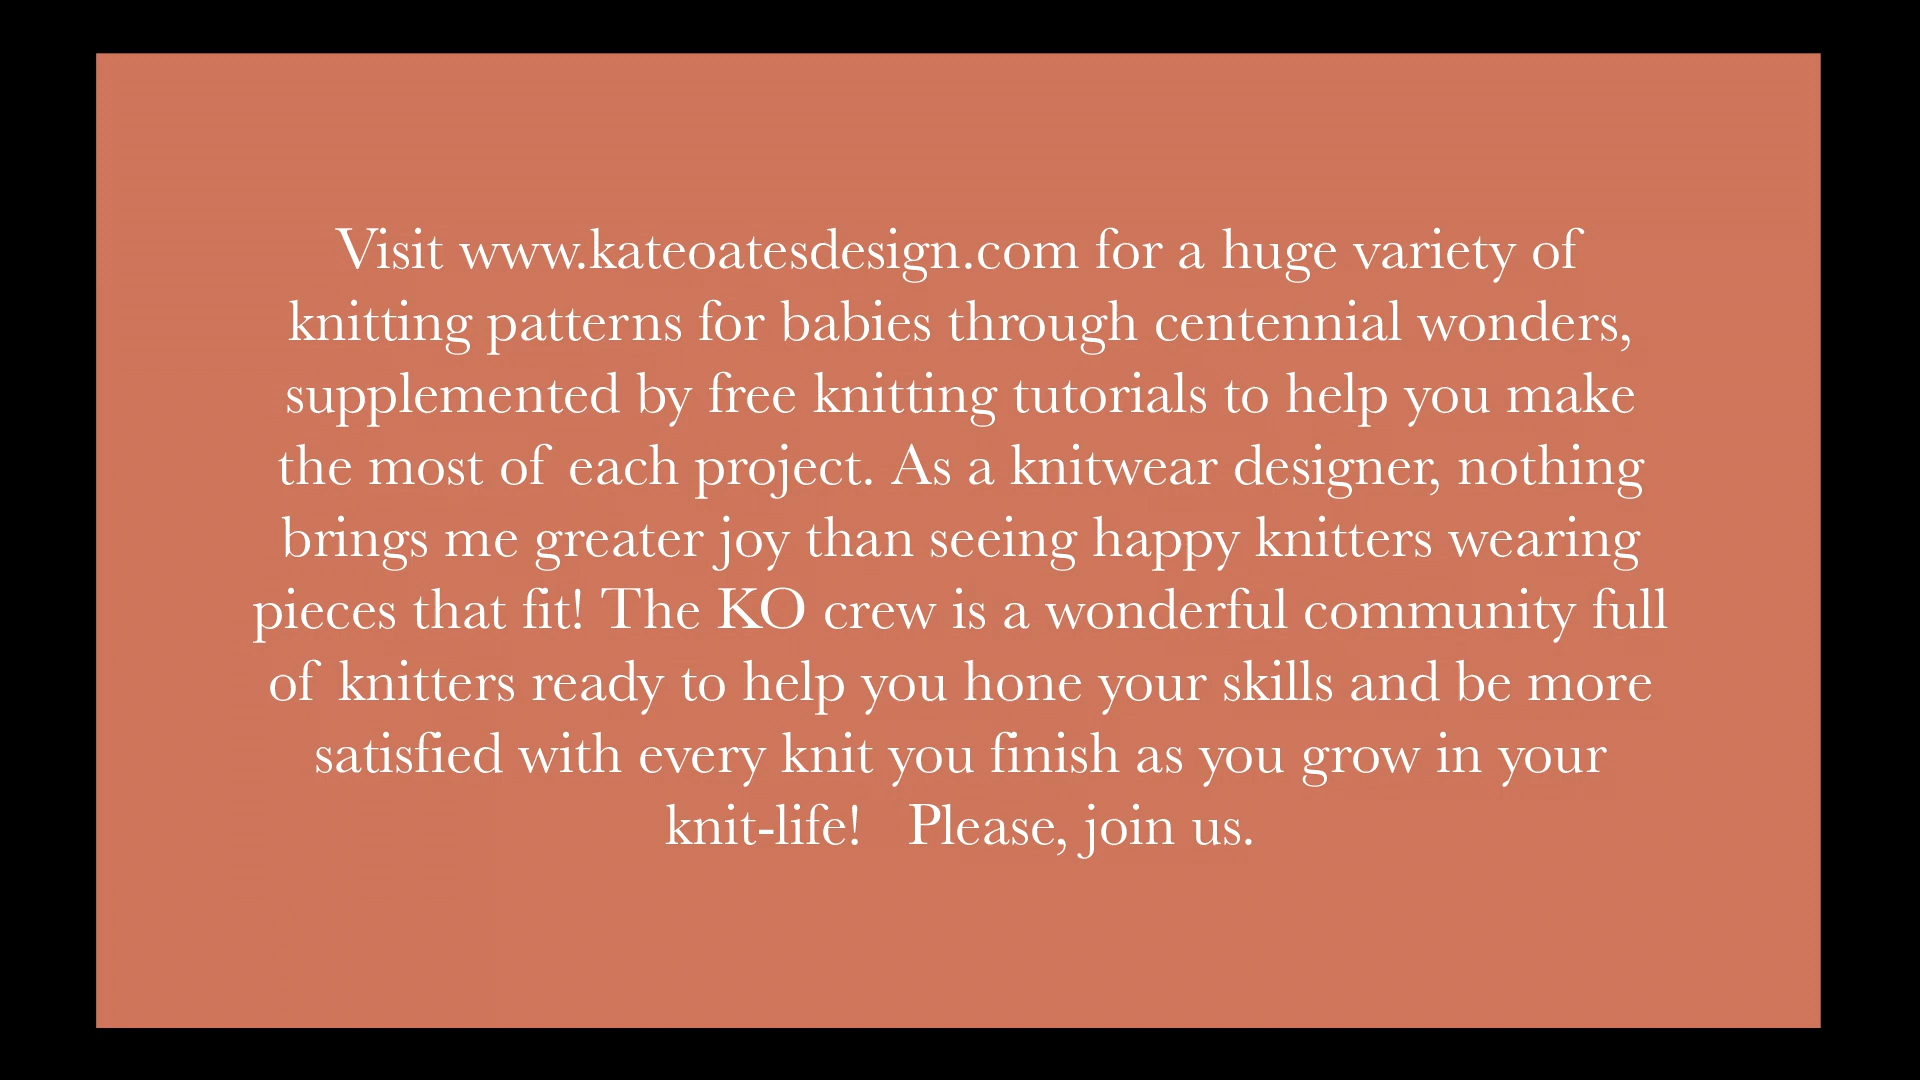 Visit www.kateoatesdesign.com for a huge variety of
knitting patterns for babies through centennial wonders,
supplemented by free knitting tutorials to help you make
the most of each project. As a knitwear designer, nothing
brings me greater joy than seeing happy knitters wearing
pieces that fit! The KO crew is a wonderful community full
of knitters ready to help you hone your skills and be more
satisfied with every knit you finish as you grow in your
knit-life!   Please, join us.